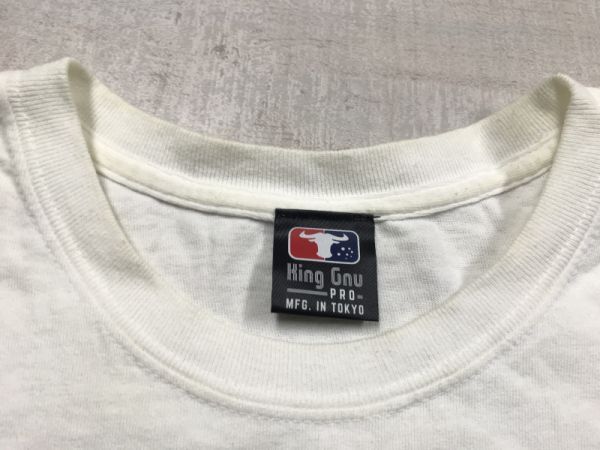 King Gnu
PRO
MFG. IN TOKYO